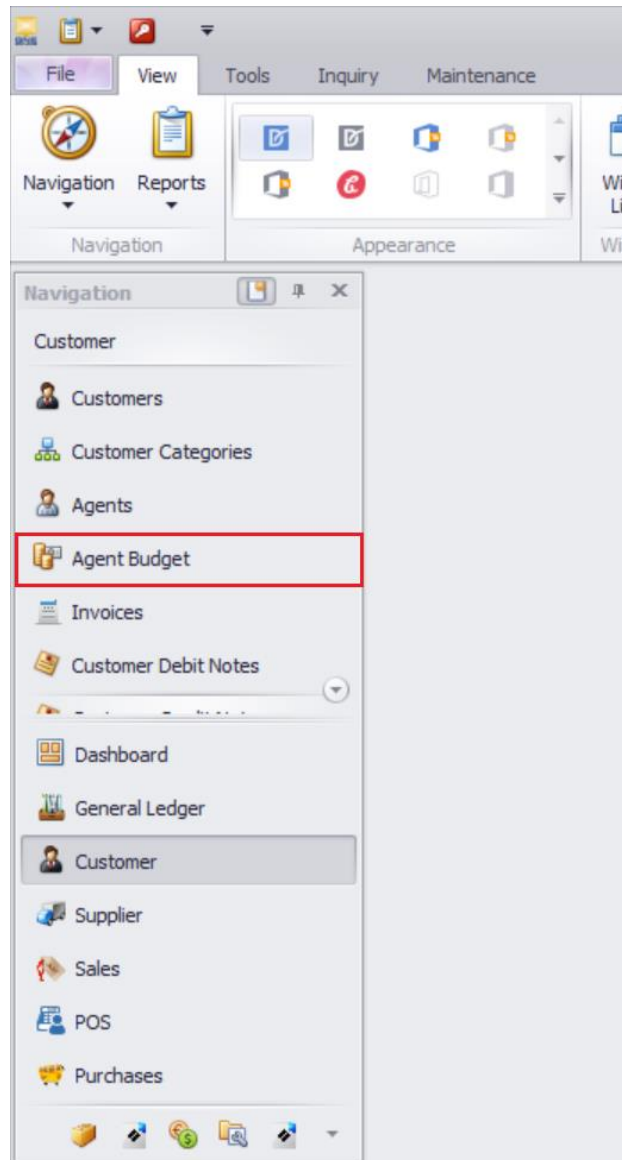 File View Tools Inquiry Maintenance
Navigation Reports
Navigation Appearance
Navigation
Customer
Customers
Customer Categories
Agents
Agent Budget
Invoices
Customer Debit Notes
Dashboard
General Ledger
Customer
Supplier
Sales
POS
Purchases